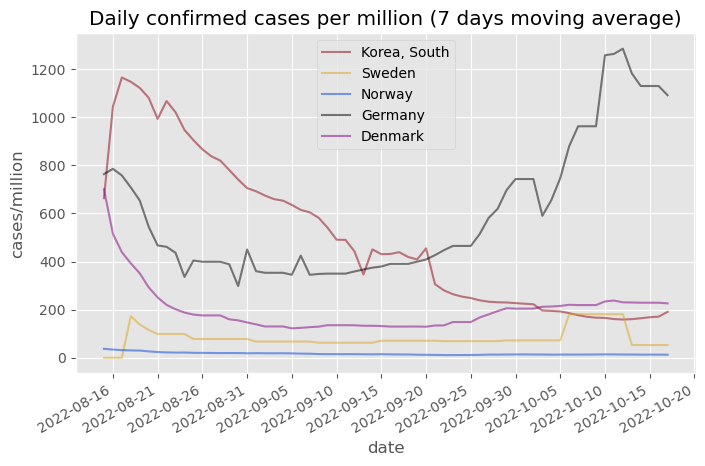 Daily confirmed cases per million (7 days moving average)
Korea, South
Sweden
Norway
Germany
Denmark
cases/million
1200
1000
800
600
400
200
0
2022-08-16
2022-08-21
2022-08-26
2022-08-31
2022-09-05
2022-09-10
2022-09-15
2022-09-20
2022-09-25
2022-09-30
2022-10-05
2022-10-10
2022-10-15
2022-10-20
date